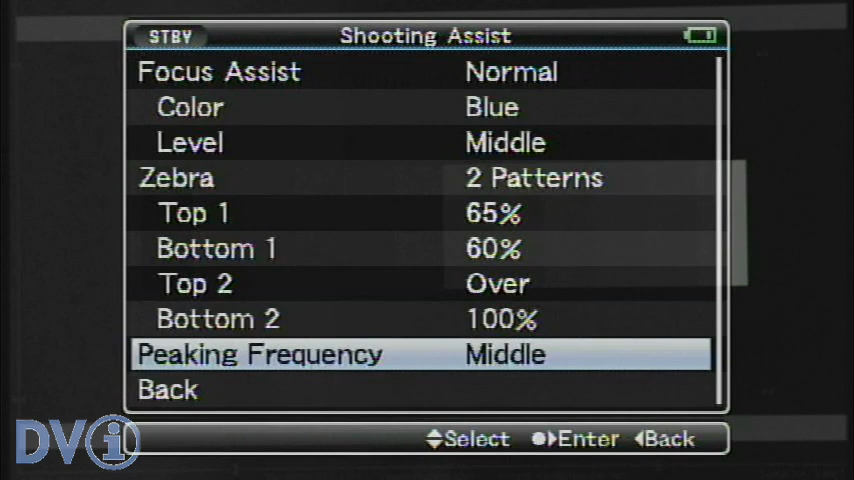 STBY Shooting Assist
Focus Assist Normal
Color Blue
Level Middle
Zebra 2 Patterns
Top 1 65%
Bottom 1 60%
Top 2 Over
Bottom 2 100%
Peaking Frequency Middle
Back
Select Enter Back
DVi